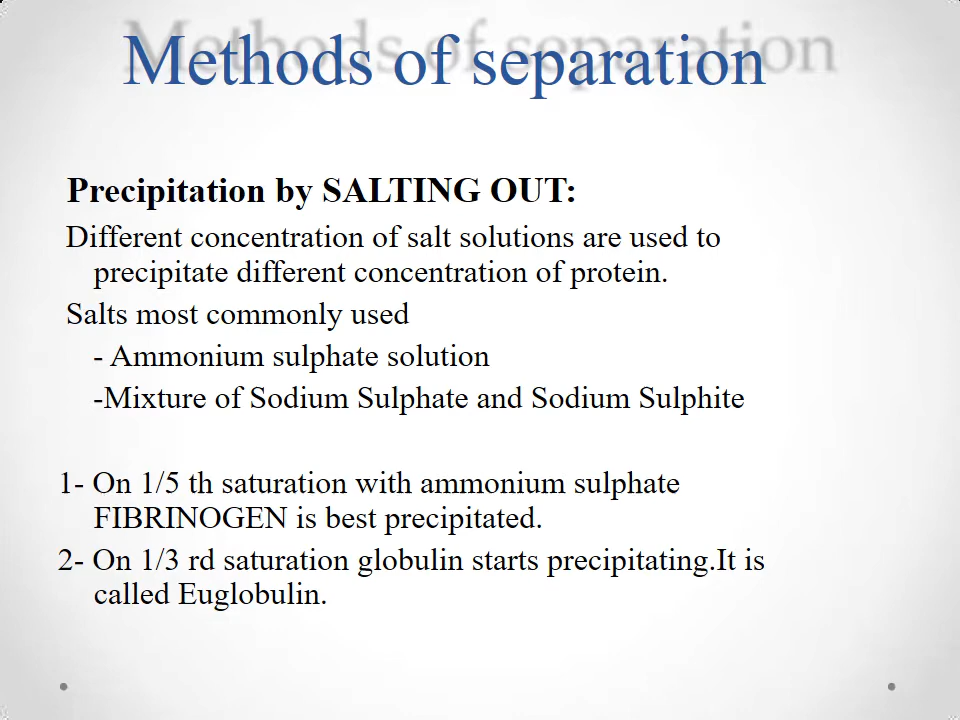 Methods of separation
Precipitation by SALTING OUT:
Different concentration of salt solutions are used to
precipitate different concentration of protein.
Salts most commonly used
- Ammonium sulphate solution
-Mixture of Sodium Sulphate and Sodium Sulphite
1- On 1/5 th saturation with ammonium sulphate
FIBRINOGEN is best precipitated.
2- On 1/3 rd saturation globulin starts precipitating.It is
called Euglobulin.